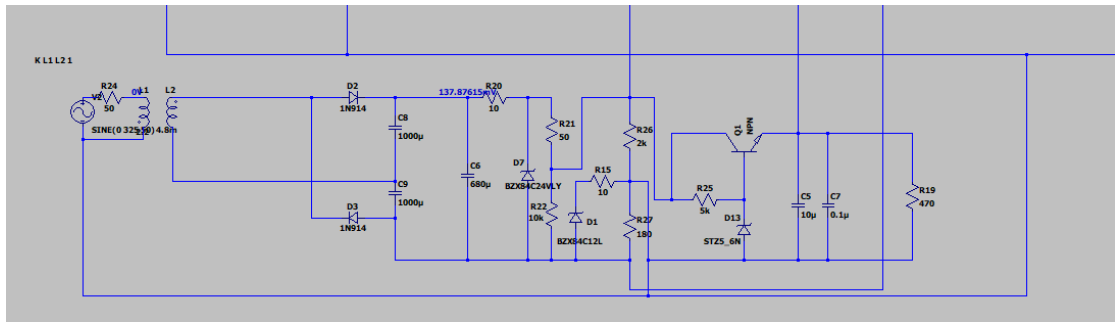 K L1 L2 1
R24
50
V2
0V
L1
L2
SINE(0 325 50)
4.8m
D2
1N914
D3
1N914
C8
1000µ
C9
1000µ
C6
680µ
137.87615mV
R20
10
D7
BZX84C24VLY
R21
50
R22
10k
D1
BZX84C12L
R15
10
R26
2k
R27
180
R25
5k
Q1
NPN
D13
STZ5_6N
C5
10µ
C7
0.1µ
R19
470